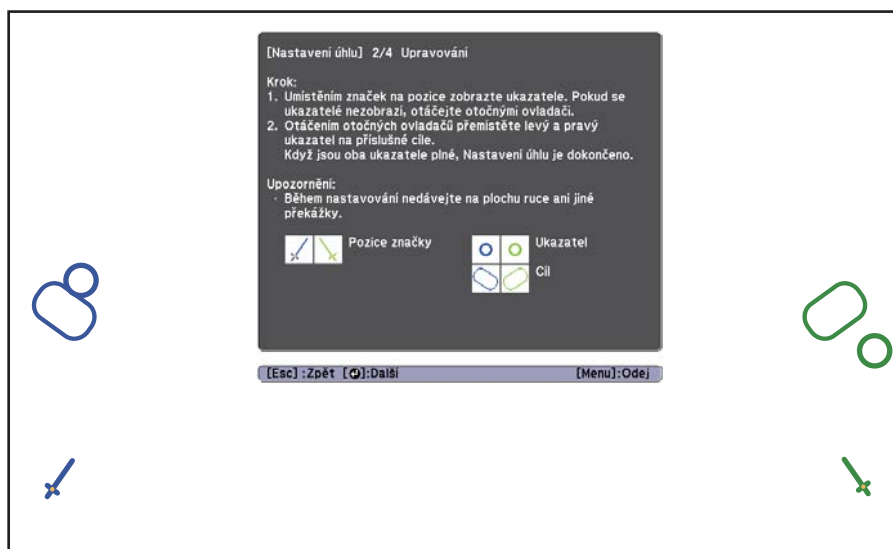 [Nastavení úhlu] 2/4 Upravování
Krok:
1. Umístěním značek na pozice zobrazte ukazatele. Pokud se
ukazatelé nezobrazí, otáčejte otočnými ovladači.
2. Otáčením otočných ovladačů přemístěte levý a pravý
ukazatel na příslušné cíle.
Když jsou oba ukazatele plné, Nastavení úhlu je dokončeno.
Upozornění:
· Během nastavování nedávejte na plochu ruce ani jiné
překážky.
Pozice značky
Ukazatel
Cíl
[Esc] :Zpět [⏎]:Další
[Menu]:Odej